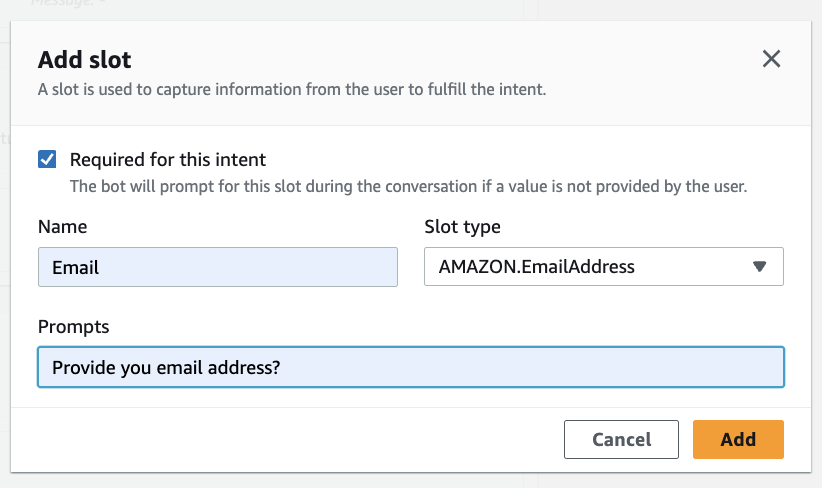 Message: -
Add slot
A slot is used to capture information from the user to fulfill the intent.
Required for this intent
The bot will prompt for this slot during the conversation if a value is not provided by the user.
Name
Slot type
Email
AMAZON.EmailAddress
Prompts
Provide you email address?
Cancel
Add